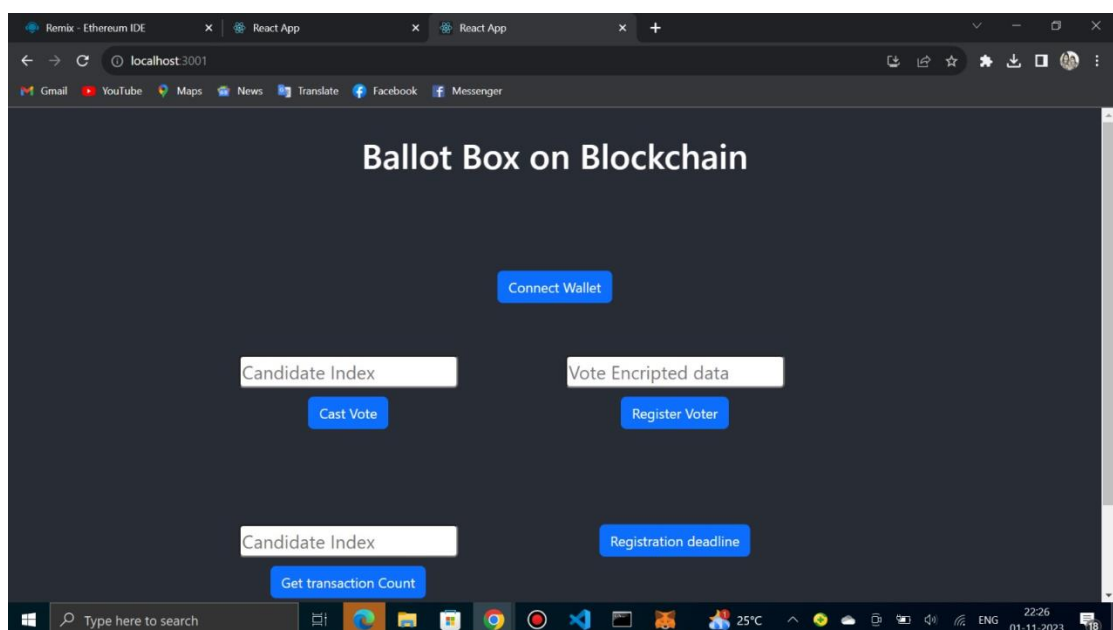 Remix - Ethereum IDE
React App
React App
localhost:3001
Gmail YouTube Maps News Translate Facebook Messenger
Ballot Box on Blockchain
Connect Wallet
Candidate Index
Vote Encripted data
Cast Vote
Register Voter
Candidate Index
Registration deadline
Get transaction Count
Type here to search
25°C
ENG
22:26
01-11-2023
18